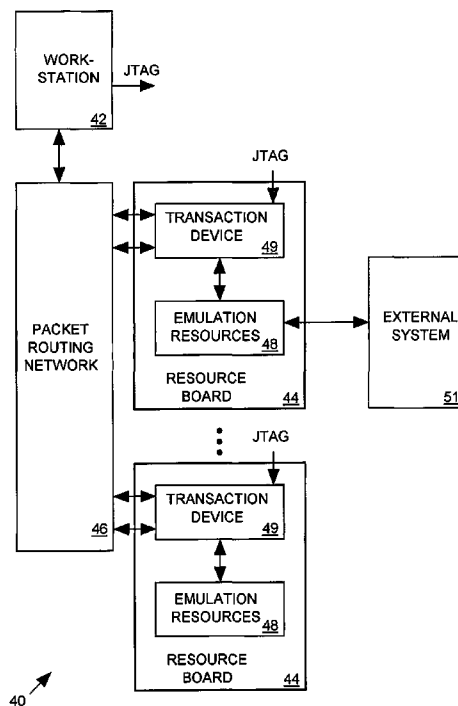 WORK-
STATION
42
JTAG
JTAG
TRANSACTION
DEVICE
49
EMULATION
RESOURCES
48
RESOURCE
BOARD
44
EXTERNAL
SYSTEM
51
PACKET
ROUTING
NETWORK
46
JTAG
TRANSACTION
DEVICE
49
EMULATION
RESOURCES
48
RESOURCE
BOARD
44
40